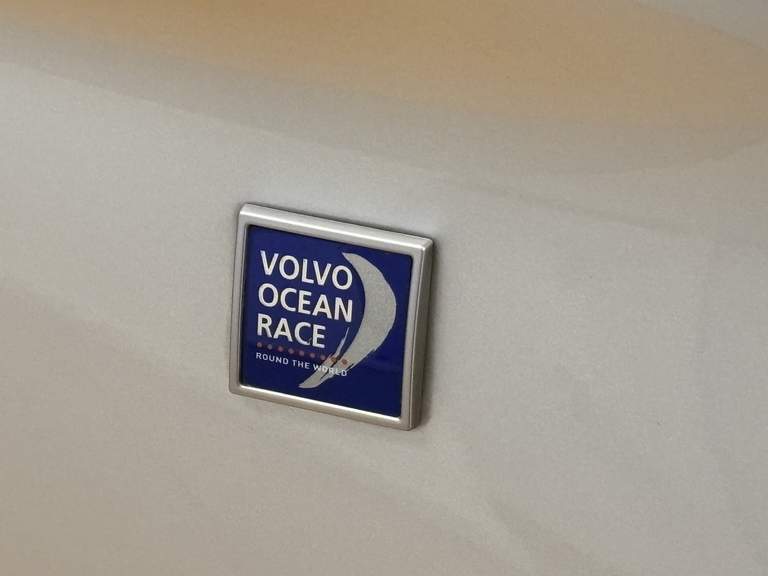 VOLVO
OCEAN
RACE
ROUND THE WORLD